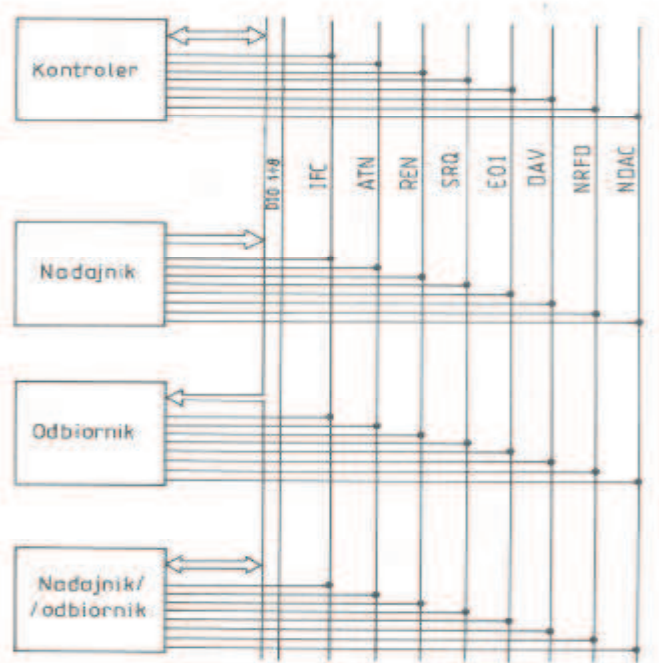 Kontroler
DIO 1÷8
IFC
ATN
REN
SRQ
EOI
DAV
NRFD
NDAC
Nadajnik
Odbiornik
Nadajnik/
/odbiornik